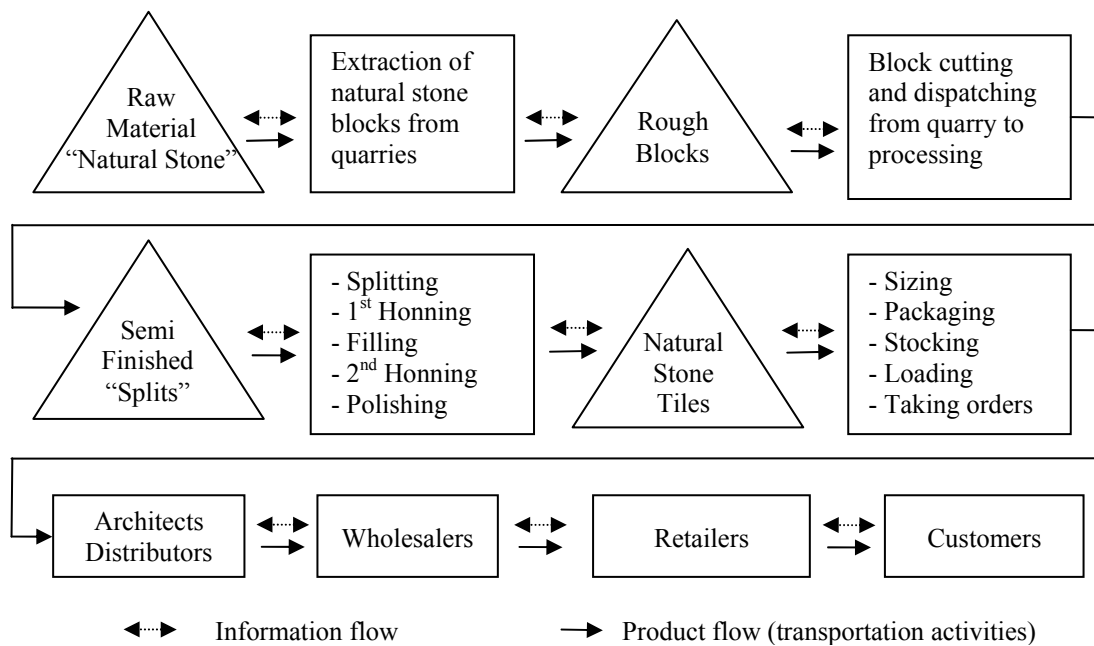 Raw
Material
“Natural Stone”
Extraction of
natural stone
blocks from
quarries
Rough
Blocks
Block cutting
and dispatching
from quarry to
processing
Semi
Finished
“Splits”
- Splitting
- 1st Honning
- Filling
- 2nd Honning
- Polishing
Natural
Stone
Tiles
- Sizing
- Packaging
- Stocking
- Loading
- Taking orders
Architects
Distributors
Wholesalers
Retailers
Customers
Information flow
Product flow (transportation activities)